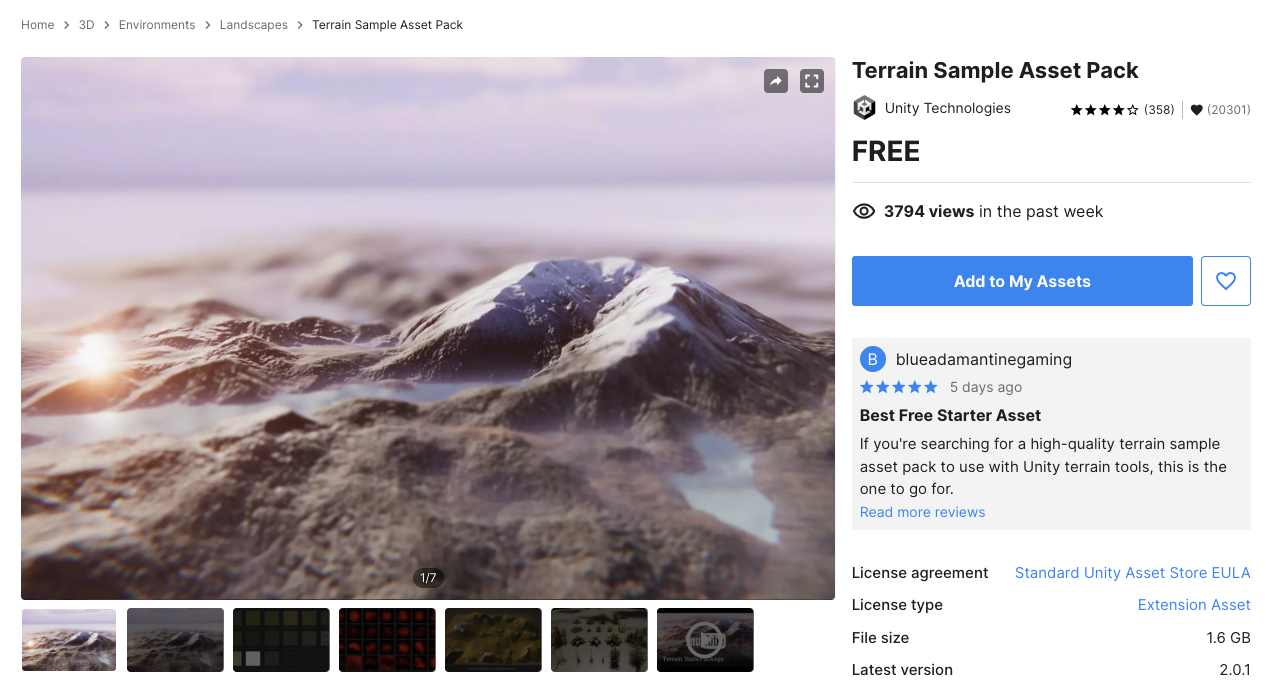 Home > 3D > Environments > Landscapes > Terrain Sample Asset Pack
Terrain Sample Asset Pack
Unity Technologies
(358)
(20301)
FREE
3794 views in the past week
Add to My Assets
B blueadamantinegaming
5 days ago
Best Free Starter Asset
If you're searching for a high-quality terrain sample
asset pack to use with Unity terrain tools, this is the
one to go for.
Read more reviews
License agreement Standard Unity Asset Store EULA
License type Extension Asset
File size 1.6 GB
Latest version 2.0.1
1/7
Terrain Tools Package